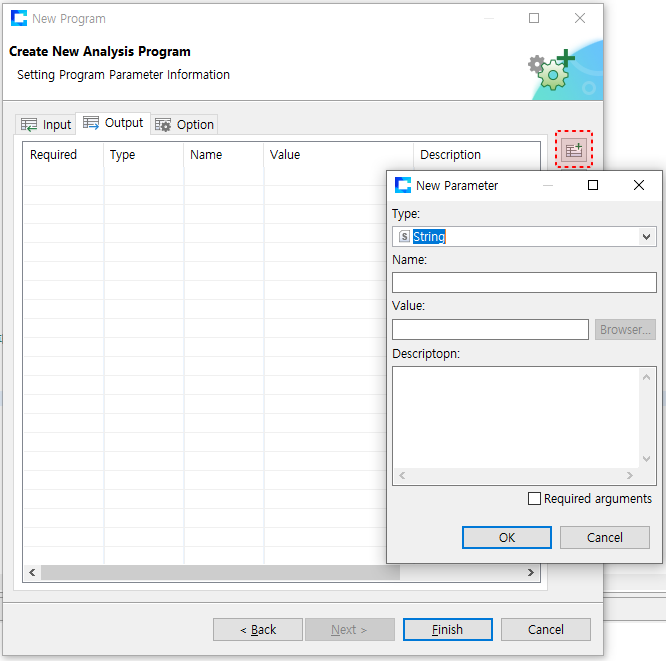 New Program
Create New Analysis Program
Setting Program Parameter Information
Input Output Option
Required Type Name Value Description
New Parameter
Type:
S String
Name:
Value:
Browser...
Descriptopn:
Required arguments
OK Cancel
< Back Next > Finish Cancel